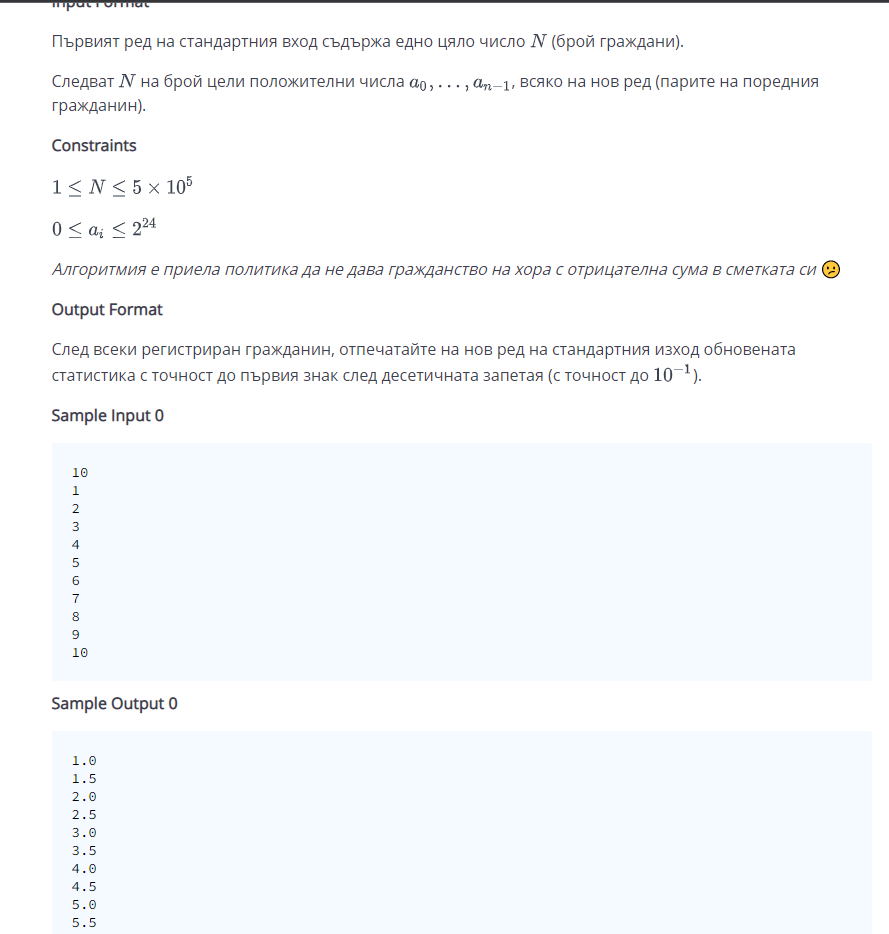 Input Format
Първият ред на стандартния вход съдържа едно цяло число N (брой граждани).
Следват N на брой цели положителни числа a₀, . . . , aₙ₋₁, всяко на нов ред (парите на поредния
гражданин).
Constraints
1 ≤ N ≤ 5 × 10⁵
0 ≤ aᵢ ≤ 2²⁴
Алгоритмия е приела политика да не дава гражданство на хора с отрицателна сума в сметката си 😕
Output Format
След всеки регистриран гражданин, отпечатайте на нов ред на стандартния изход обновената
статистика с точност до първия знак след десетичната запетая (с точност до 10⁻¹).
Sample Input 0
10
1
2
3
4
5
6
7
8
9
10
Sample Output 0
1.0
1.5
2.0
2.5
3.0
3.5
4.0
4.5
5.0
5.5